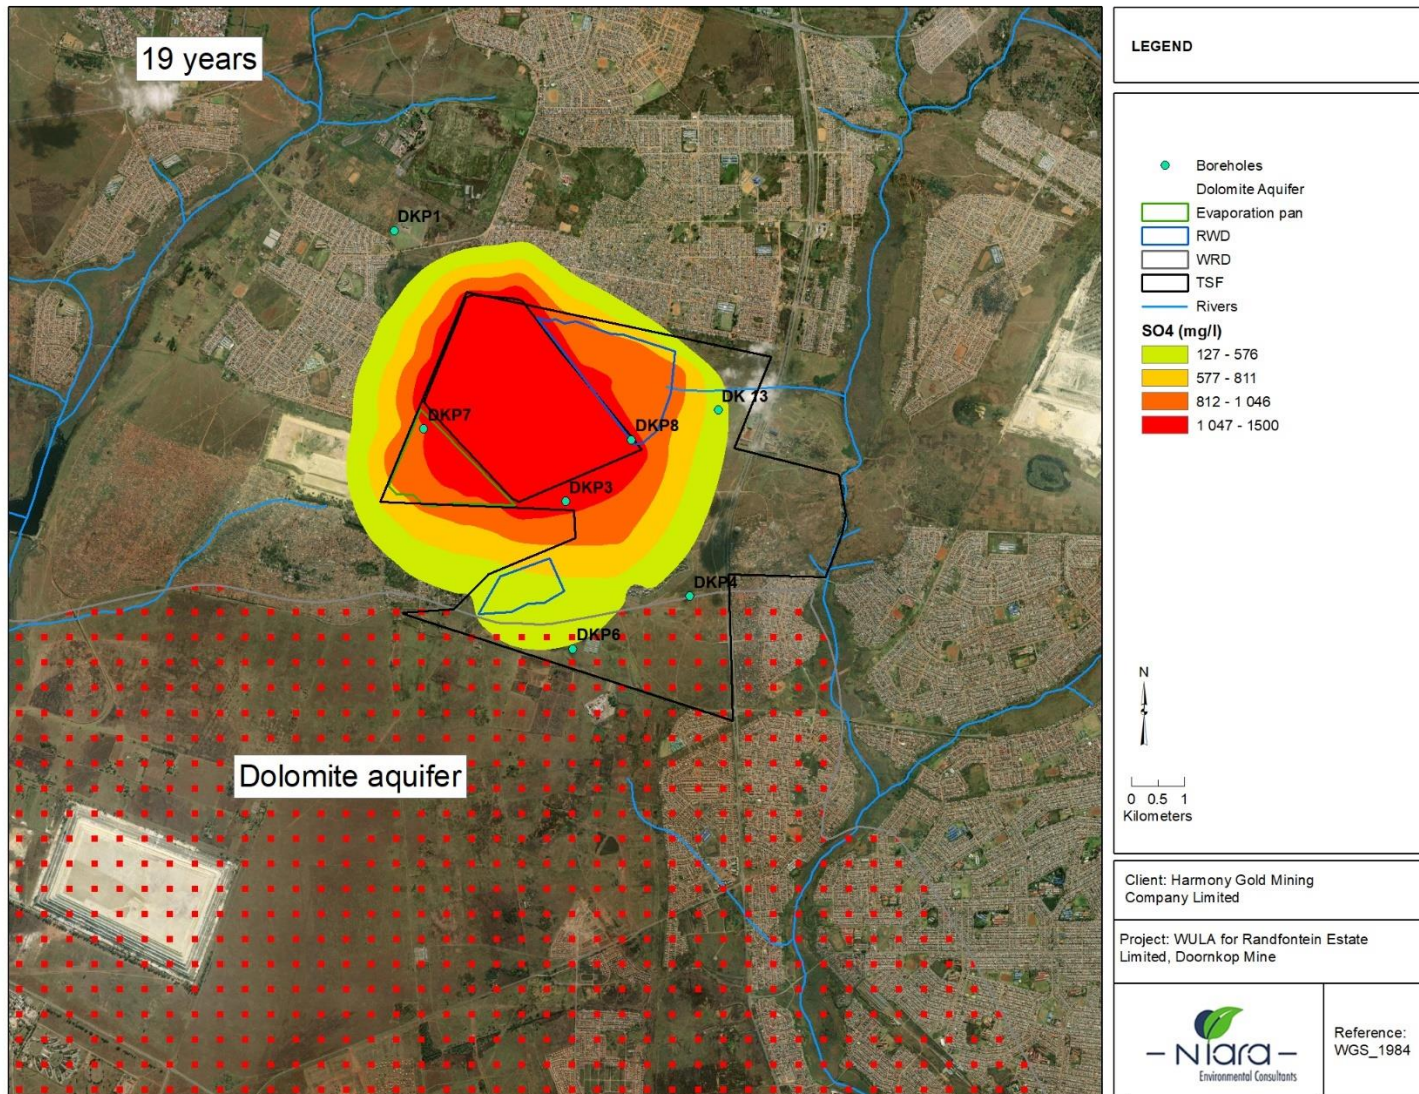 19 years
DKP1
DKP7
DK 13
DKP8
DKP3
DKP4
DKP6
Dolomite aquifer
LEGEND
Boreholes
Dolomite Aquifer
Evaporation pan
RWD
WRD
TSF
Rivers
SO4 (mg/l)
127 - 576
577 - 811
812 - 1 046
1 047 - 1500
N
0 0.5 1
Kilometers
Client: Harmony Gold Mining
Company Limited
Project: WULA for Randfontein Estate
Limited, Doornkop Mine
Niara
Environmental Consultants
Reference:
WGS_1984